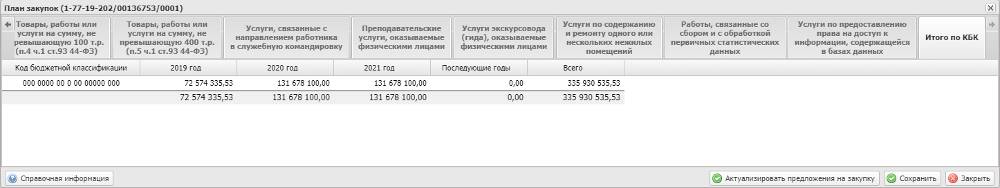 План закупок (1-77-19-202/00136753/0001)
Товары, работы или
услуги на сумму, не
ревышающую 100 т.р.
(п.4 ч.1 ст.93 44-ФЗ)
Товары, работы или
услуги на сумму, не
превышающую 400 т.р.
(п.5 ч.1 ст.93 44-ФЗ)
Услуги, связанные с
направлением работника
в служебную командировку
Преподавательские
услуги, оказываемые
физическими лицами
Услуги экскурсовода
(гида), оказываемые
физическими лицами
Услуги по содержанию
и ремонту одного или
нескольких нежилых
помещений
Работы, связанные со
сбором и с обработкой
первичных статистических
данных
Услуги по предоставлению
права на доступ к
информации, содержащейся
в базах данных
Итого по КБК
Код бюджетной классификации 2019 год 2020 год 2021 год Последующие годы Всего
000 0000 00 0 00 00000 000 72 574 335,53 131 678 100,00 131 678 100,00 0,00 335 930 535,53
72 574 335,53 131 678 100,00 131 678 100,00 0,00 335 930 535,53
Справочная информация Актуализировать предложения на закупку Сохранить Закрыть